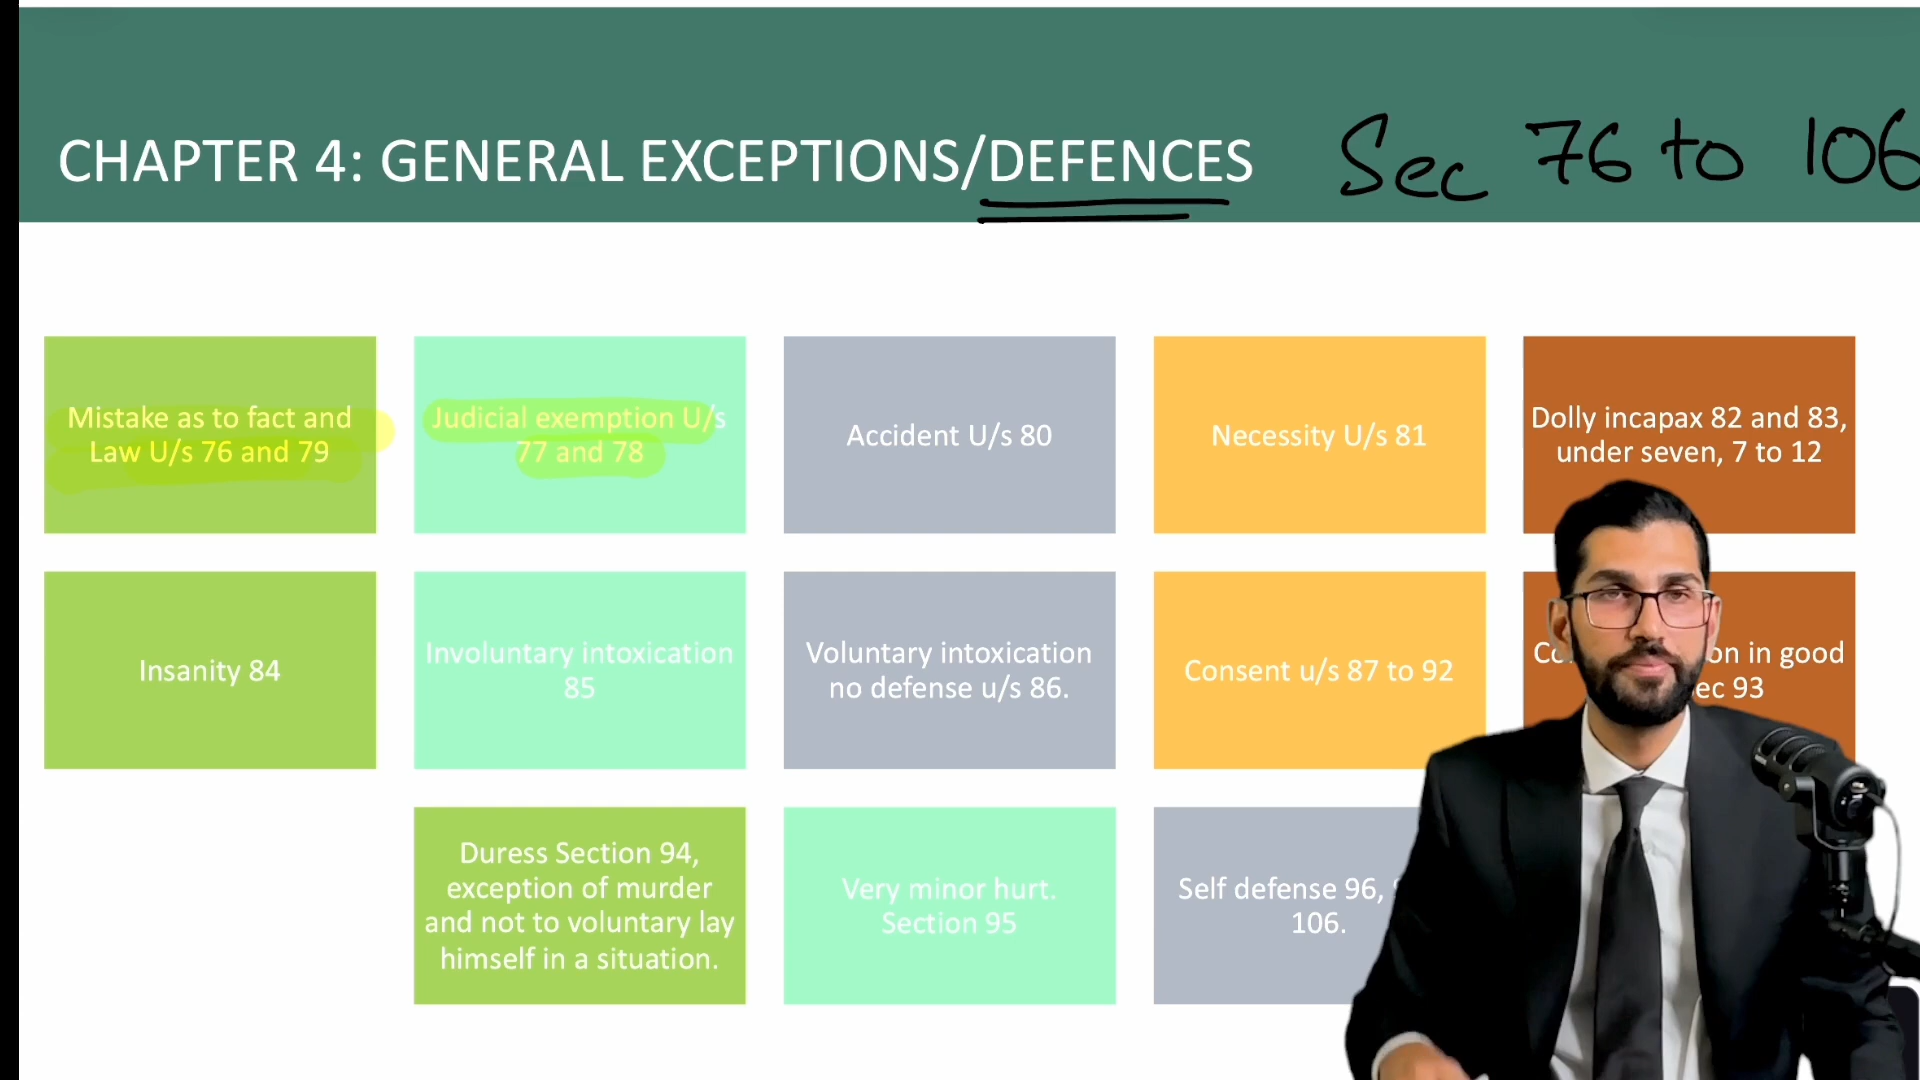 CHAPTER 4: GENERAL EXCEPTIONS/DEFENCES Sec 76 to 106
Mistake as to fact and
Law U/s 76 and 79
Judicial exemption U/s
77 and 78
Accident U/s 80
Necessity U/s 81
Dolly incapax 82 and 83,
under seven, 7 to 12
Insanity 84
Involuntary intoxication
85
Voluntary intoxication
no defense u/s 86.
Consent u/s 87 to 92
in good
93
Duress Section 94,
exception of murder
and not to voluntary lay
himself in a situation.
Very minor hurt.
Section 95
Self defense 96,
106.